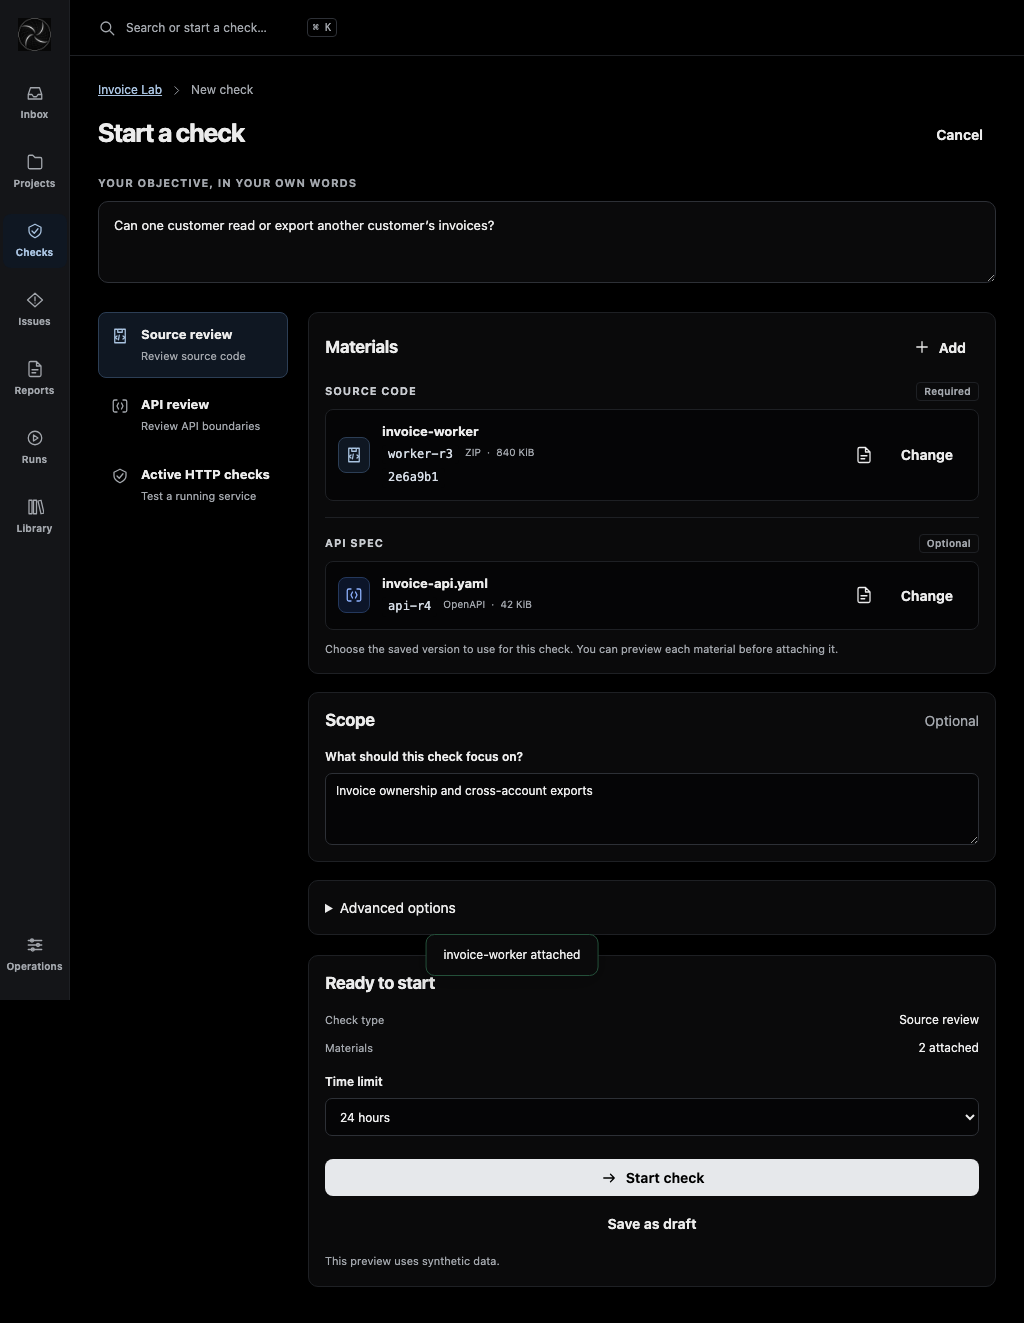 Search or start a check...
⌘ K
Inbox
Projects
Checks
Issues
Reports
Runs
Library
Operations
Invoice Lab > New check
Start a check
Cancel
YOUR OBJECTIVE, IN YOUR OWN WORDS
Can one customer read or export another customer's invoices?
Source review
Review source code
API review
Review API boundaries
Active HTTP checks
Test a running service
Materials
+ Add
SOURCE CODE
Required
invoice-worker
worker-r3 ZIP · 840 KiB
2e6a9b1
Change
API SPEC
Optional
invoice-api.yaml
api-r4 OpenAPI · 42 KiB
Change
Choose the saved version to use for this check. You can preview each material before attaching it.
Scope
Optional
What should this check focus on?
Invoice ownership and cross-account exports
Advanced options
invoice-worker attached
Ready to start
Check type Source review
Materials 2 attached
Time limit
24 hours
→ Start check
Save as draft
This preview uses synthetic data.